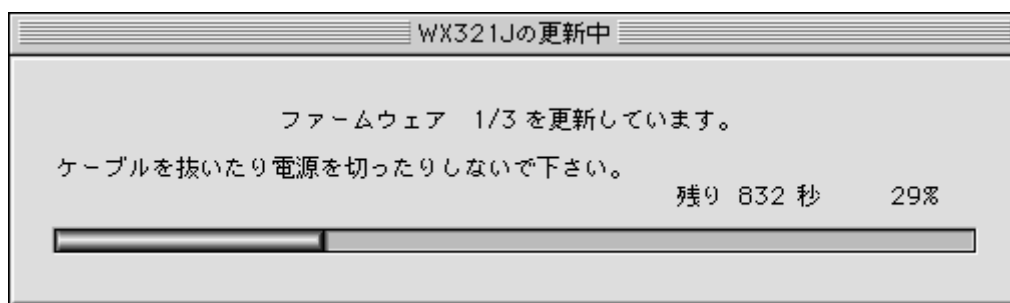 WX321Jの更新中
ファームウェア　1/3 を更新しています。
ケーブルを抜いたり電源を切ったりしないで下さい。
残り 832 秒　29%